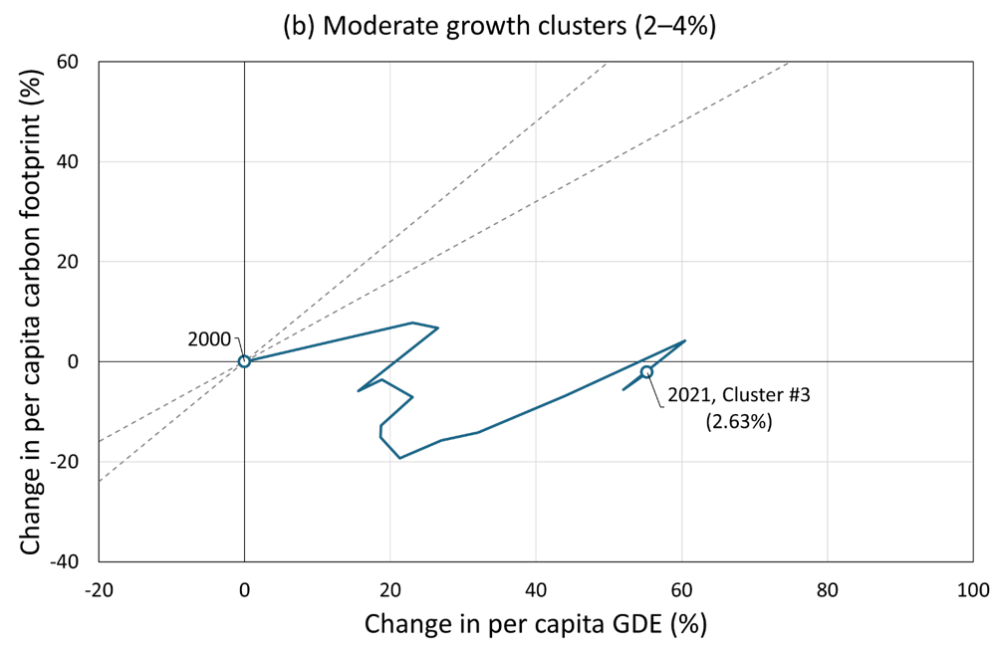 (b) Moderate growth clusters (2–4%)
Change in per capita carbon footprint (%)
60
40
20
0
-20
-40
2000
2021, Cluster #3
(2.63%)
-20 0 20 40 60 80 100
Change in per capita GDE (%)